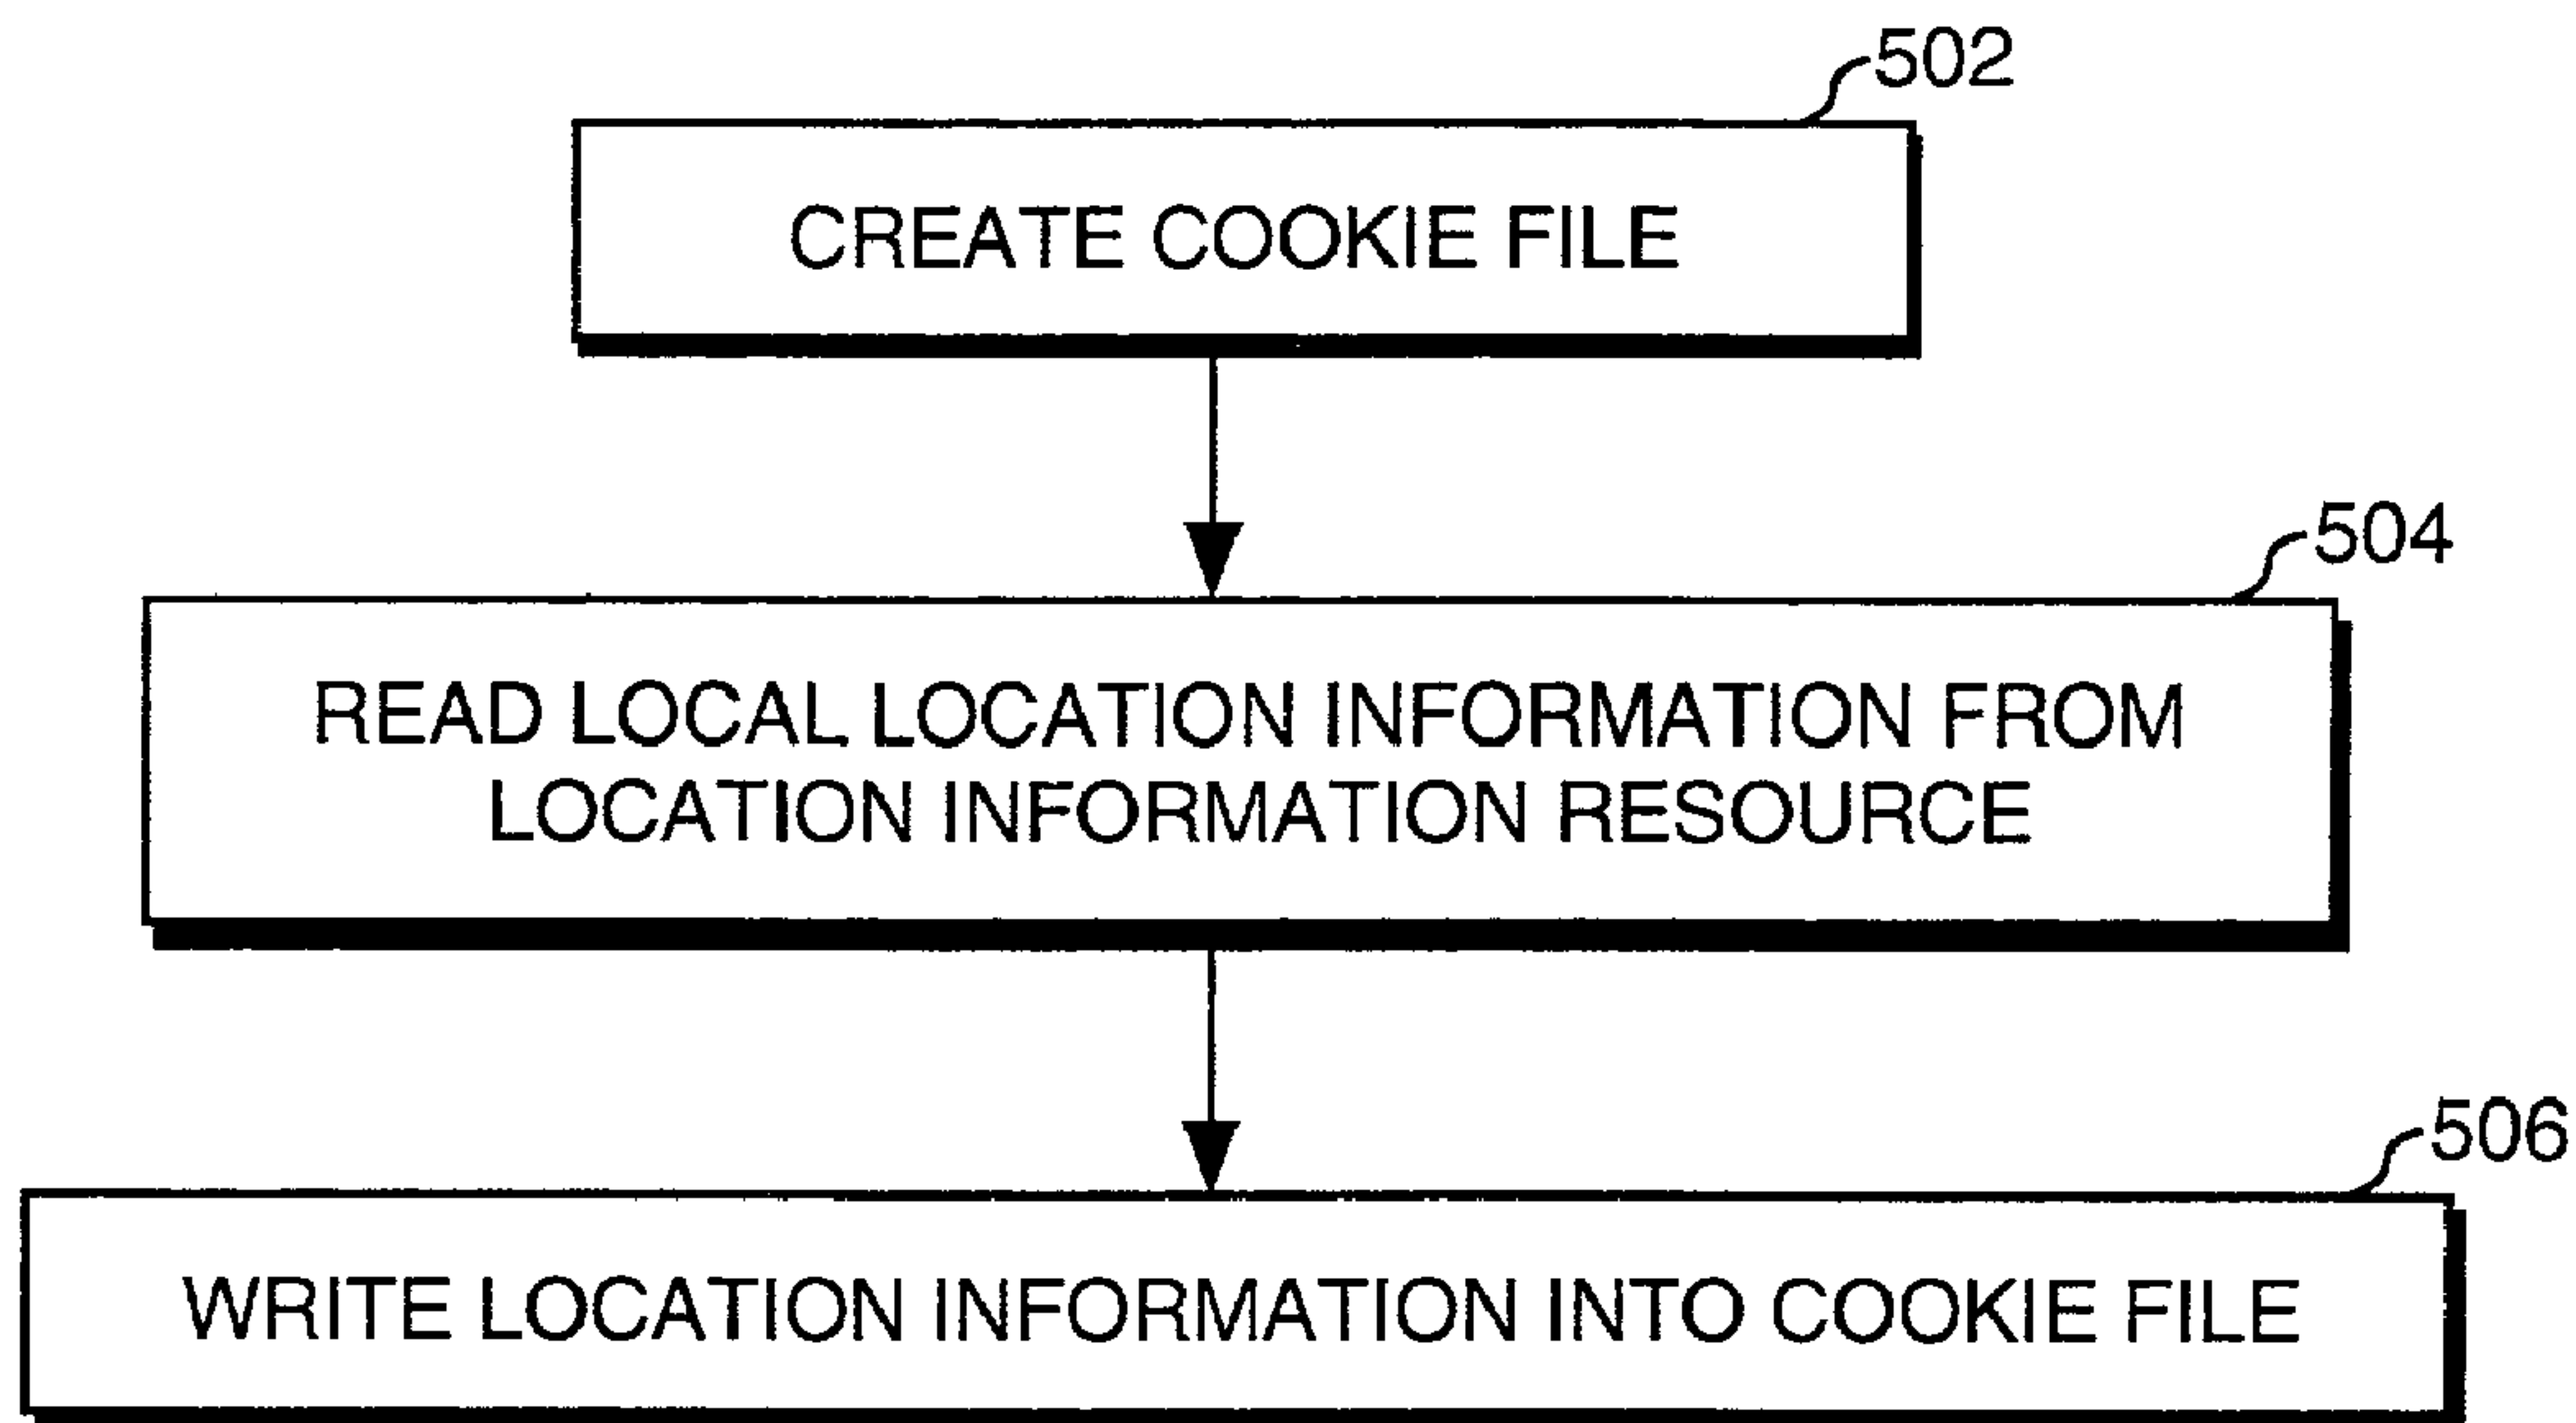 502
CREATE COOKIE FILE
504
READ LOCAL LOCATION INFORMATION FROM
LOCATION INFORMATION RESOURCE
506
WRITE LOCATION INFORMATION INTO COOKIE FILE